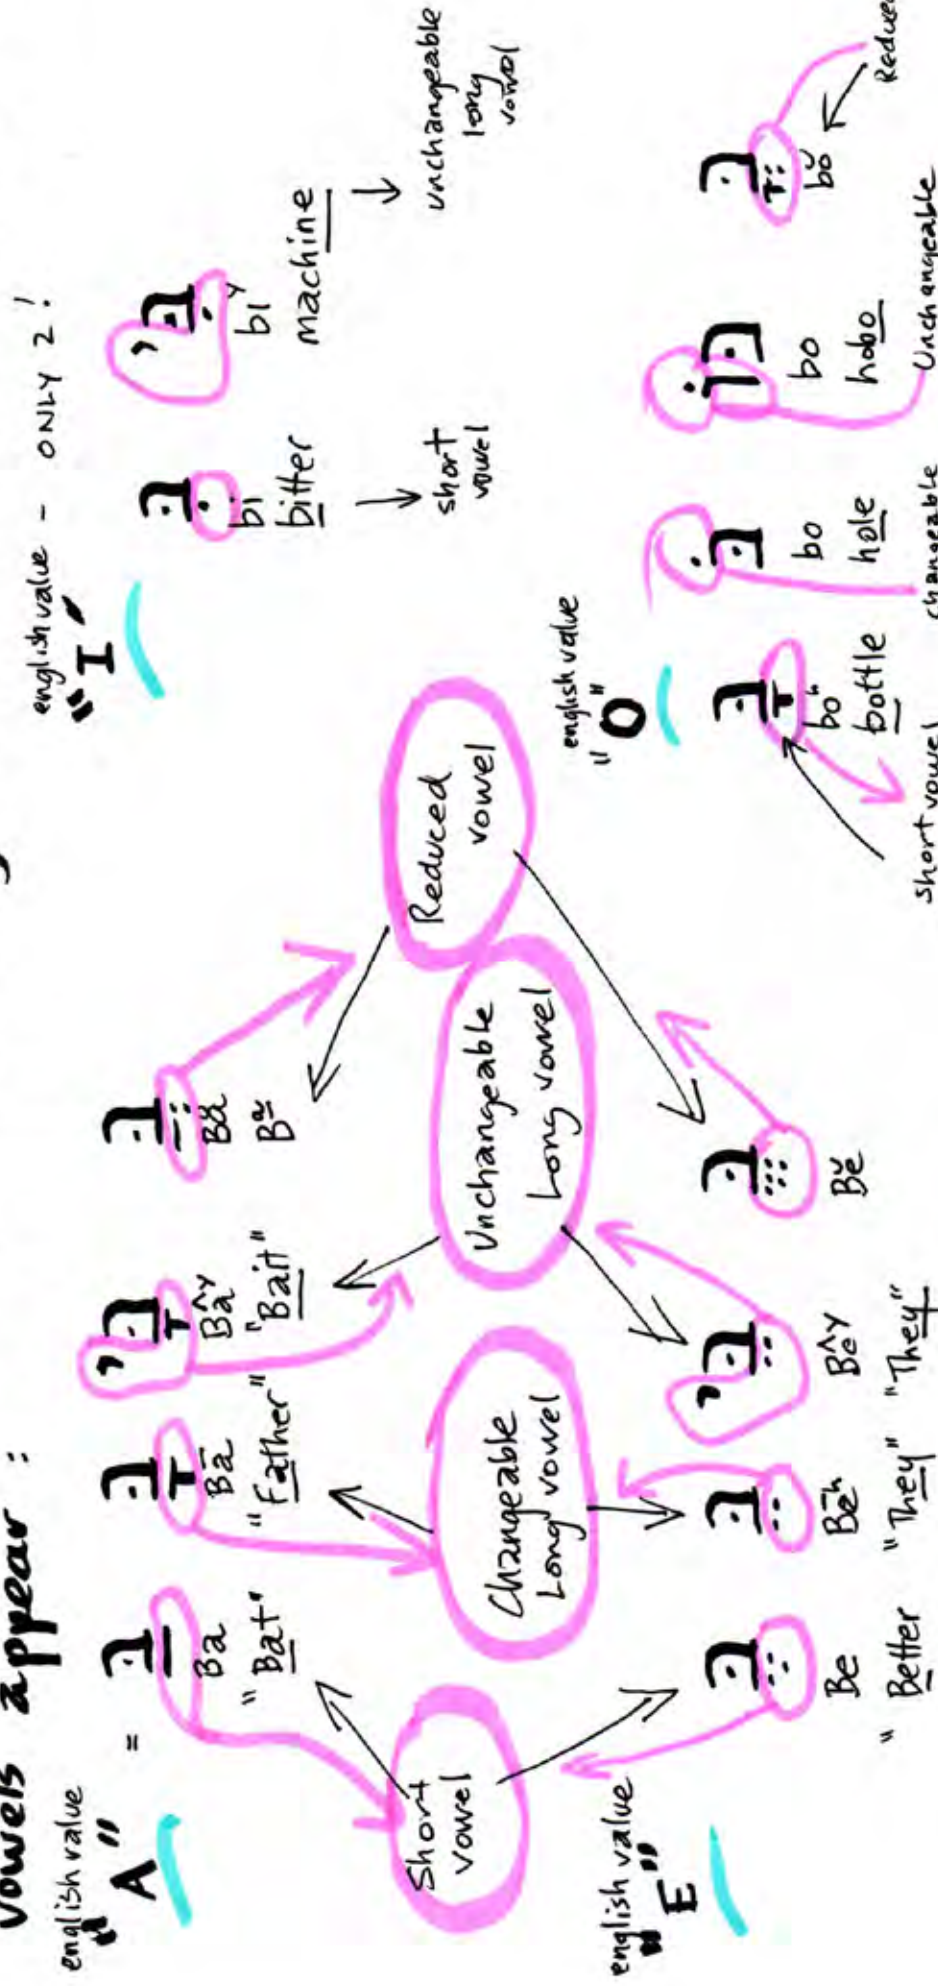 vowels appear :
english value
"A"
= בַּ בָּ בָּי בֲּ
Ba Bā Bây Bă
"Bat" "Father" "Bait" Bă
Short vowel
Changeable Long vowel
Unchangeable Long vowel
Reduced vowel
english value
"E"
בֶּ בֵּ בֵּי בֱּ
Be Bēh Bêy Bĕ
"Better "They" "They"
english value - ONLY 2!
"I"
בִּ בִּי
bi biy
bitter machine
short vowel
unchangeable long vowel
english value
"O"
בָּ בֹּ בּוֹ בֳּ
bo bo bo bŏ
bottle hole hobo
short vowel changeable Unchangeable Reduced